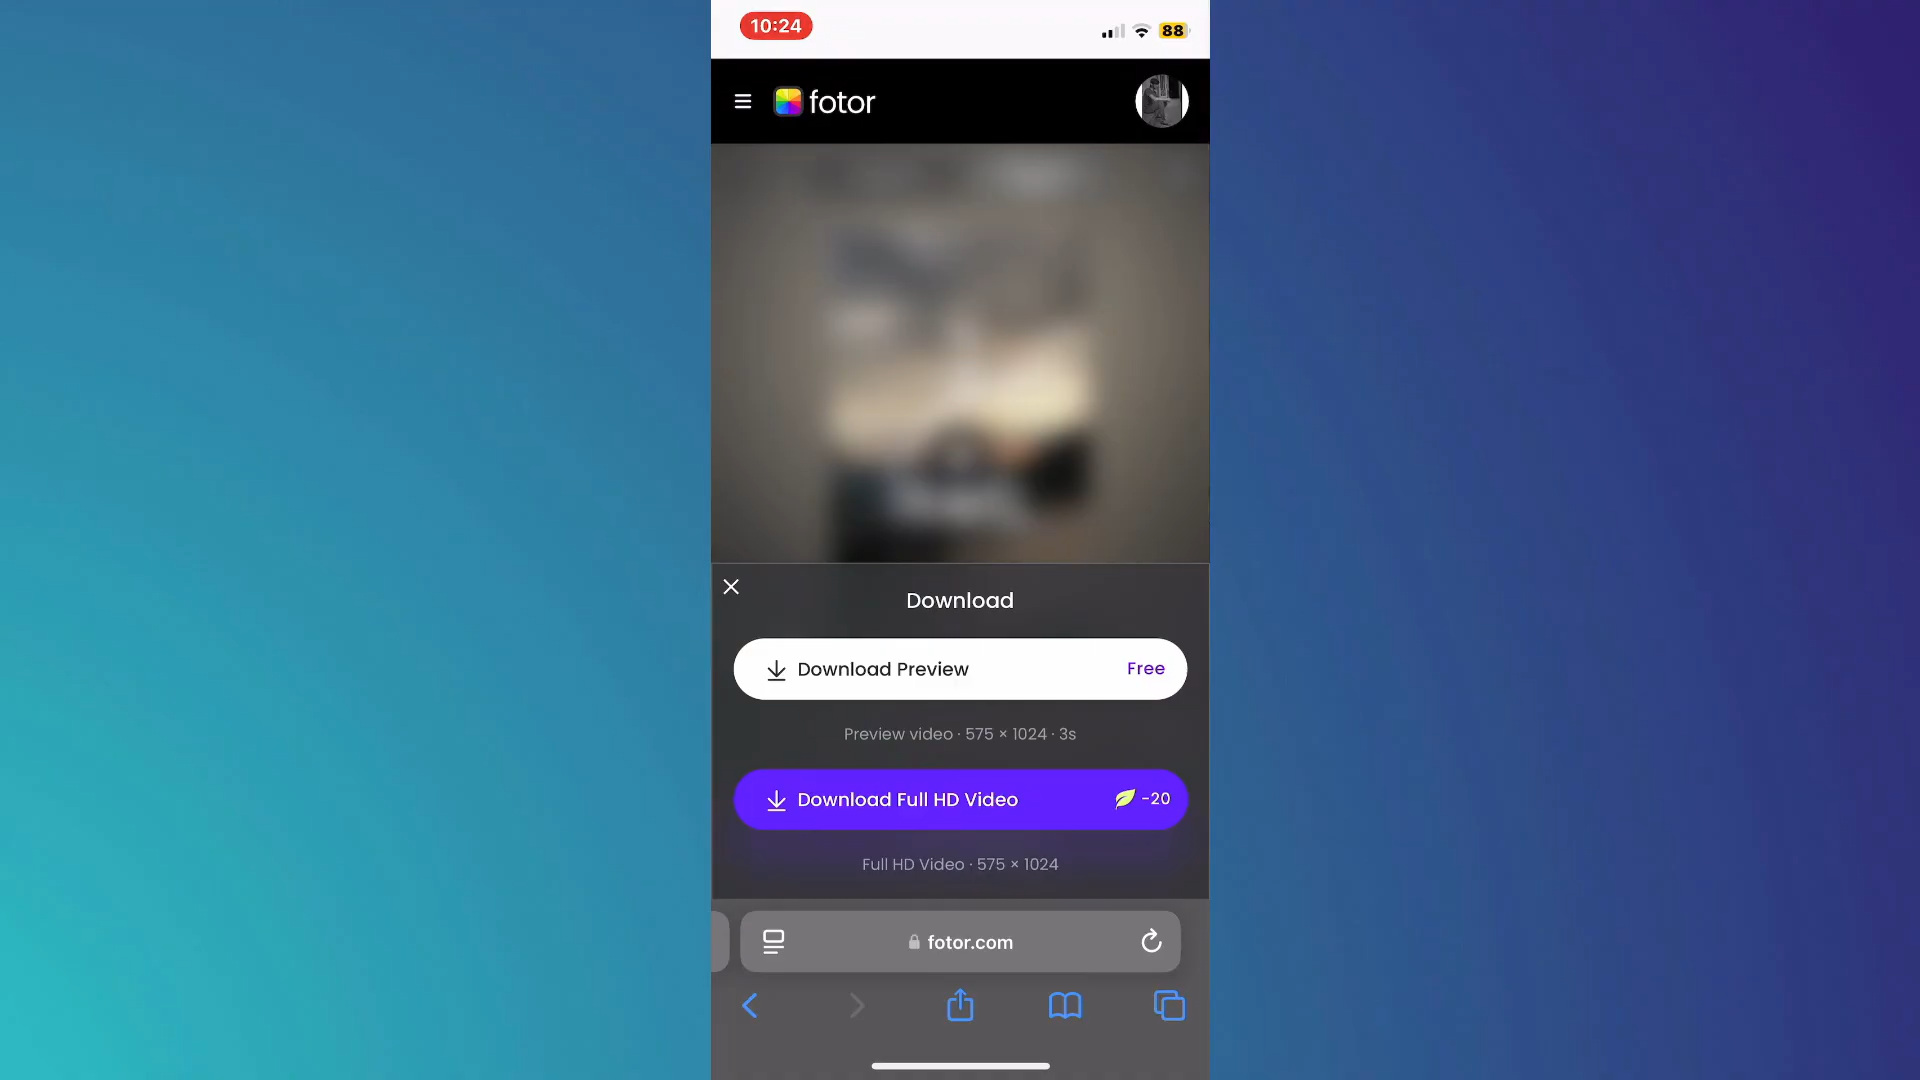 10:24
88
fotor
Download
Download Preview
Free
Preview video · 575 × 1024 · 3s
Download Full HD Video
-20
Full HD Video · 575 × 1024
fotor.com